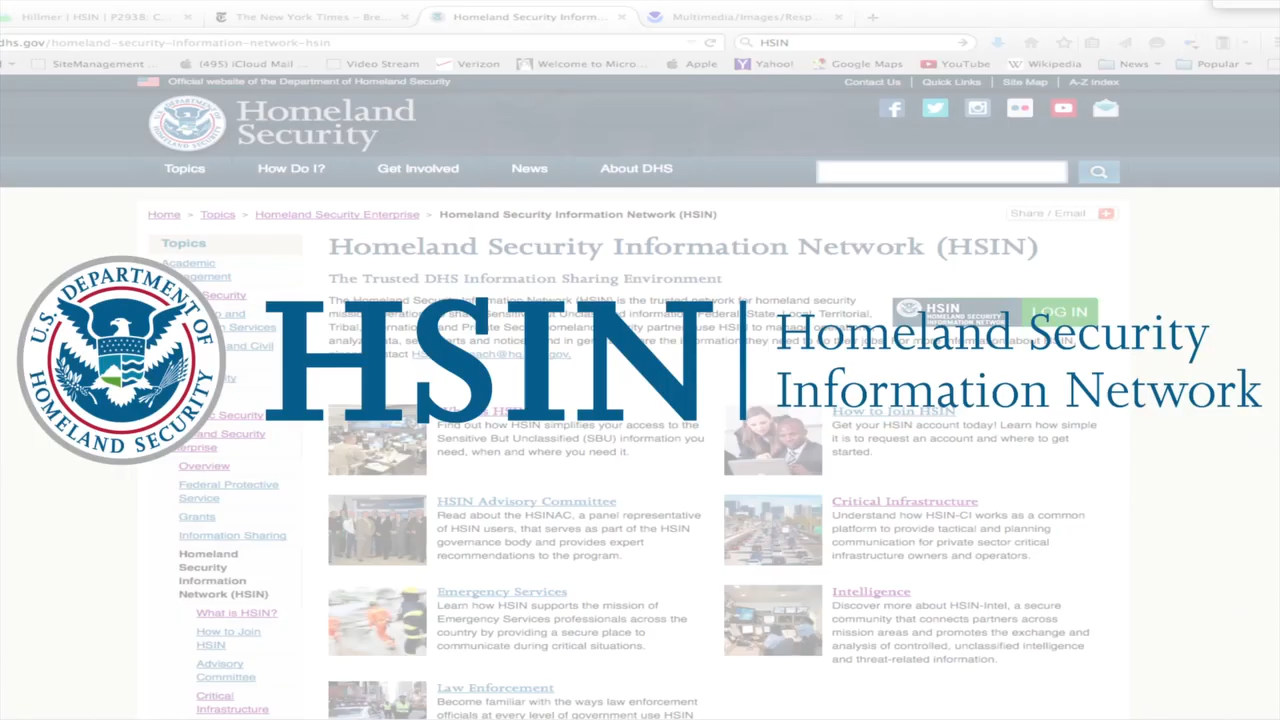 Hillmer | HSIN | P2938: C...
The New York Times – Bre...
Homeland Security Inform...
Multimedia/Images/Resp...
dhs.gov/homeland-security-information-network-hsin
HSIN
SiteManagement
(495) iCloud Mail ...
Video Stream
Verizon
Welcome to Micro...
Apple
Yahoo!
Google Maps
YouTube
Wikipedia
News
Popular
Official website of the Department of Homeland Security
Contact Us | Quick Links | Site Map | A-Z Index
Homeland
Security
Topics
How Do I?
Get Involved
News
About DHS
Home > Topics > Homeland Security Enterprise > Homeland Security Information Network (HSIN)
Share / Email
Topics
Homeland Security Information Network (HSIN)
The Trusted DHS Information Sharing Environment
U.S. DEPARTMENT OF
HOMELAND SECURITY
HSIN
Homeland Security
Information Network
LOG IN
Academic
Security
Security
Overview
Federal Protective
Service
Grants
Information Sharing
Homeland
Security
Information
Network (HSIN)
What is HSIN?
How to Join
HSIN
Advisory
Committee
Critical
Infrastructure
Find out how HSIN simplifies your access to the
Sensitive But Unclassified (SBU) information you
need, when and where you need it.
How to Join HSIN
Get your HSIN account today! Learn how simple
it is to request an account and where to get
started.
HSIN Advisory Committee
Read about the HSINAC, a panel representative
of HSIN users, that serves as part of the HSIN
governance body and provides expert
recommendations to the program.
Critical Infrastructure
Understand how HSIN-CI works as a common
platform to provide tactical and planning
communication for private sector critical
infrastructure owners and operators.
Emergency Services
Learn how HSIN supports the mission of
Emergency Services professionals across the
country by providing a secure place to
communicate during critical situations.
Intelligence
Discover more about HSIN-Intel, a secure
community that connects partners across
mission areas and promotes the exchange and
analysis of controlled, unclassified intelligence
and threat-related information.
Law Enforcement
Become familiar with the ways law enforcement
officials at every level of government use HSIN